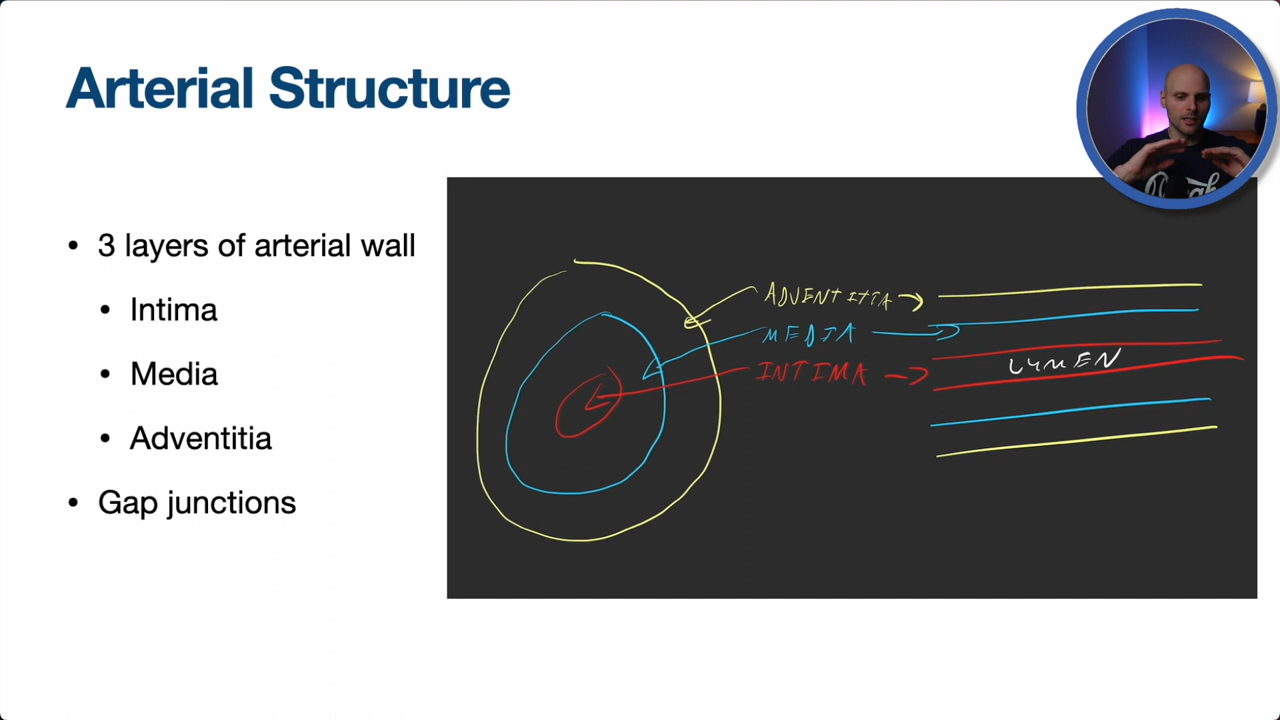 Arterial Structure
• 3 layers of arterial wall
• Intima
• Media
• Adventitia
• Gap junctions
ADVENTITIA
MEDIA
INTIMA
LUMEN